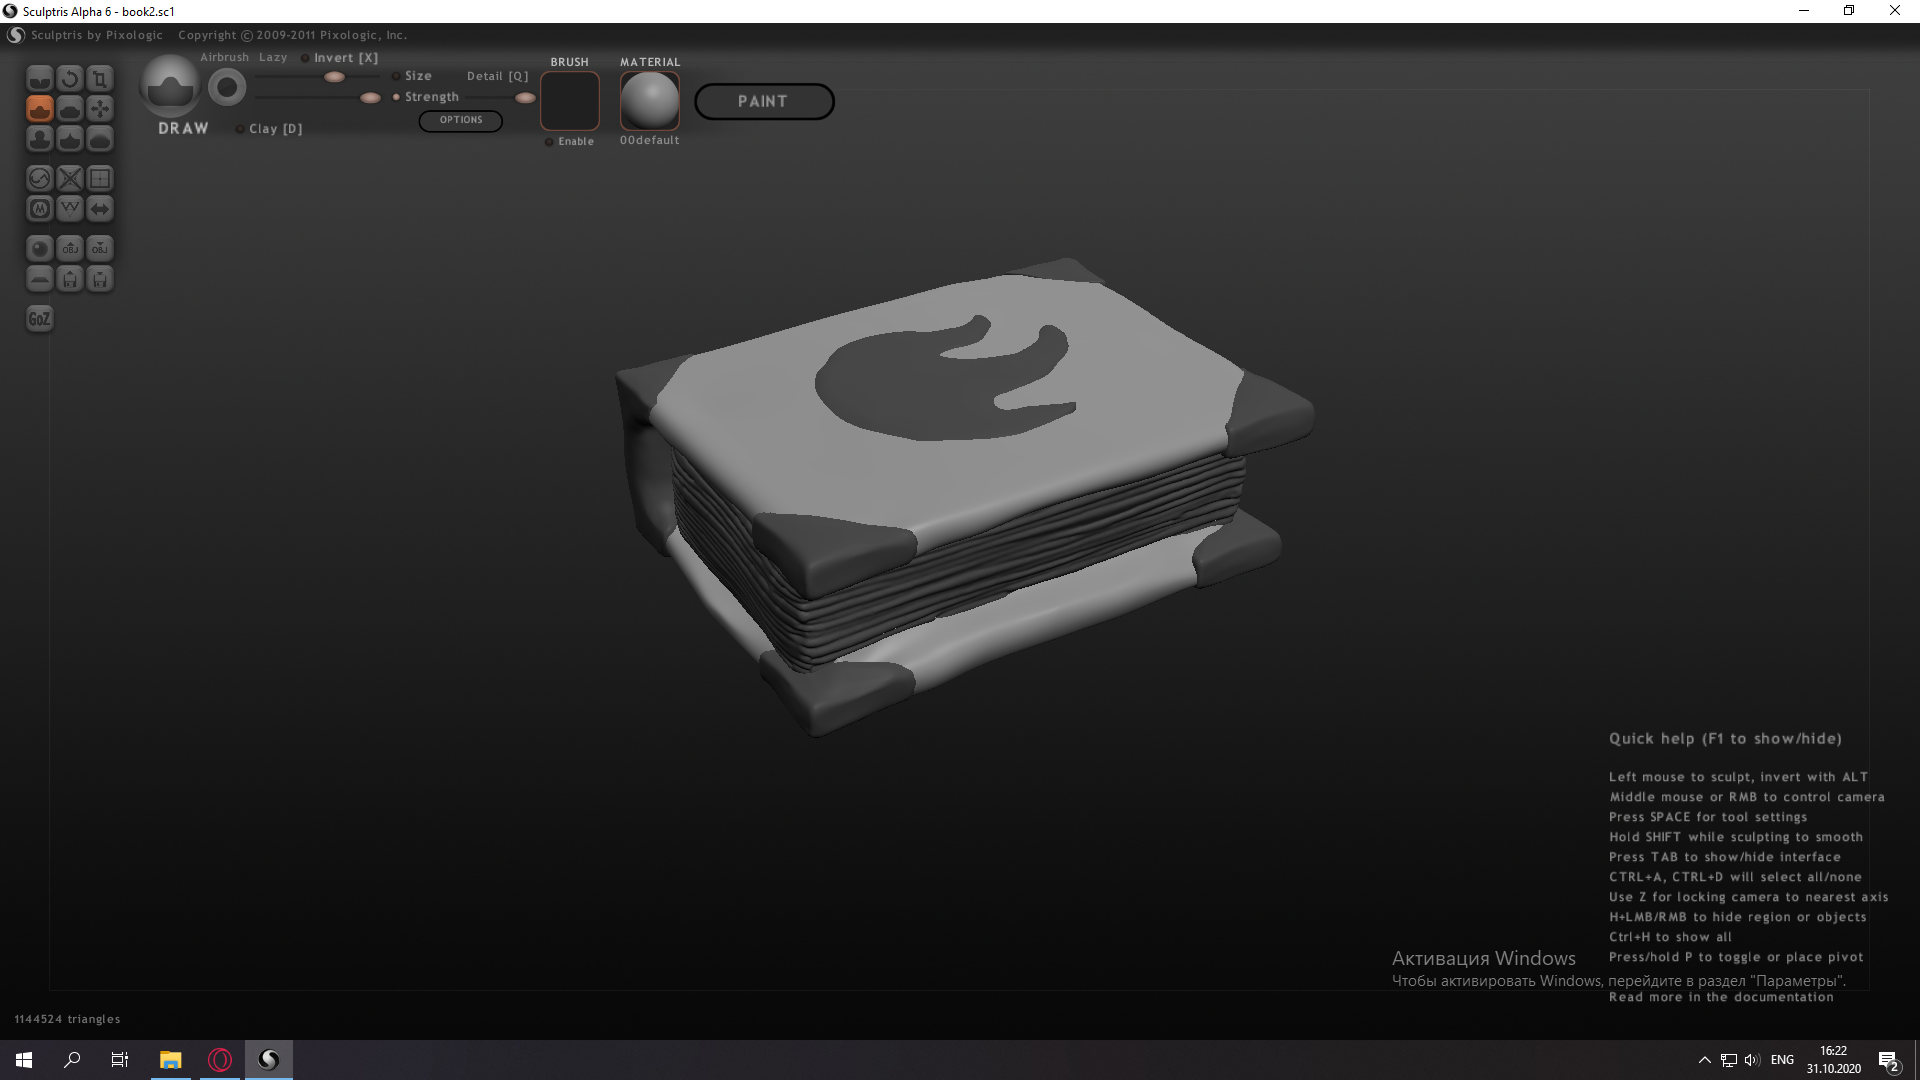 Sculptris Alpha 6 - book2.sc1
Sculptris by Pixologic Copyright © 2009-2011 Pixologic, Inc.
Airbrush Lazy Invert [X]
Size Detail [Q]
Strength
OPTIONS
DRAW Clay [D]
BRUSH
Enable
MATERIAL
00default
PAINT
OBJ OBJ
GoZ
Quick help (F1 to show/hide)
Left mouse to sculpt, invert with ALT
Middle mouse or RMB to control camera
Press SPACE for tool settings
Hold SHIFT while sculpting to smooth
Press TAB to show/hide interface
CTRL+A, CTRL+D will select all/none
Use Z for locking camera to nearest axis
H+LMB/RMB to hide region or objects
Ctrl+H to show all
Press/hold P to toggle or place pivot
Активация Windows
Чтобы активировать Windows, перейдите в раздел "Параметры".
Read more in the documentation
1144524 triangles
ENG
16:22
31.10.2020
2